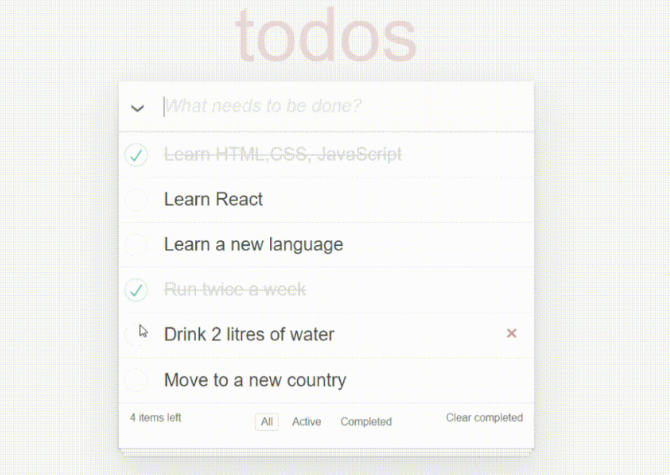 todos
What needs to be done?
Learn HTML,CSS, JavaScript
Learn React
Learn a new language
Run twice a week
Drink 2 litres of water
Move to a new country
4 items left All Active Completed Clear completed